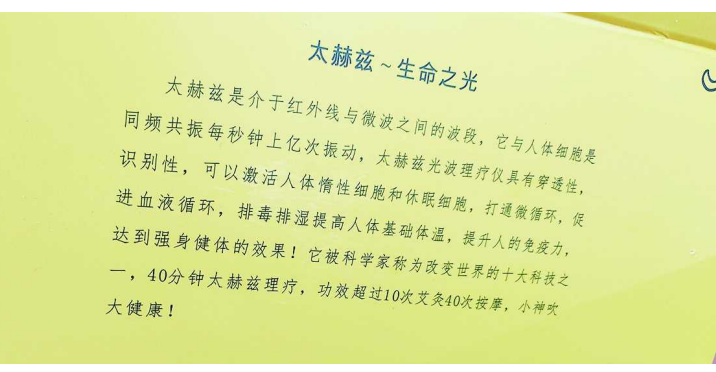 太赫兹~生命之光
太赫兹是介于红外线与微波之间的波段，它与人体细胞是
同频共振每秒钟上亿次振动，太赫兹光波理疗仪具有穿透性，
识别性，可以激活人体惰性细胞和休眠细胞，打通微循环，促
进血液循环，排毒排湿提高人体基础体温，提升人的免疫力，
达到强身健体的效果！它被科学家称为改变世界的十大科技之
一，40分钟太赫兹理疗，功效超过10次艾灸40次按摩，小神吹
大健康！